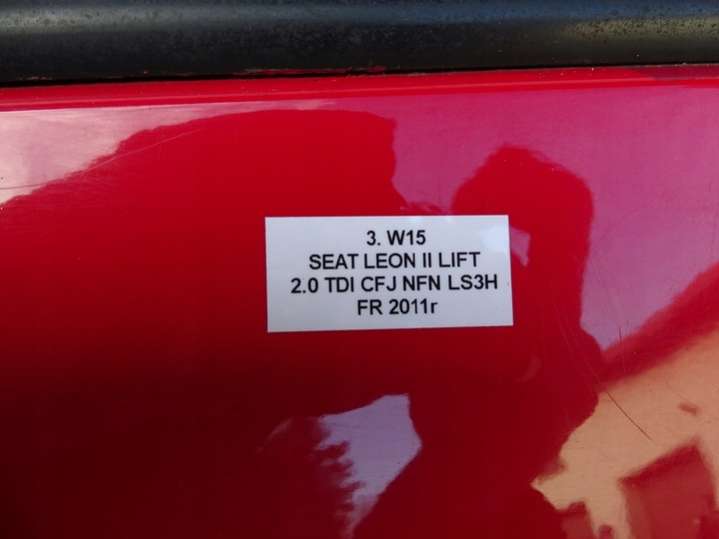 3. W15
SEAT LEON II LIFT
2.0 TDI CFJ NFN LS3H
FR 2011r